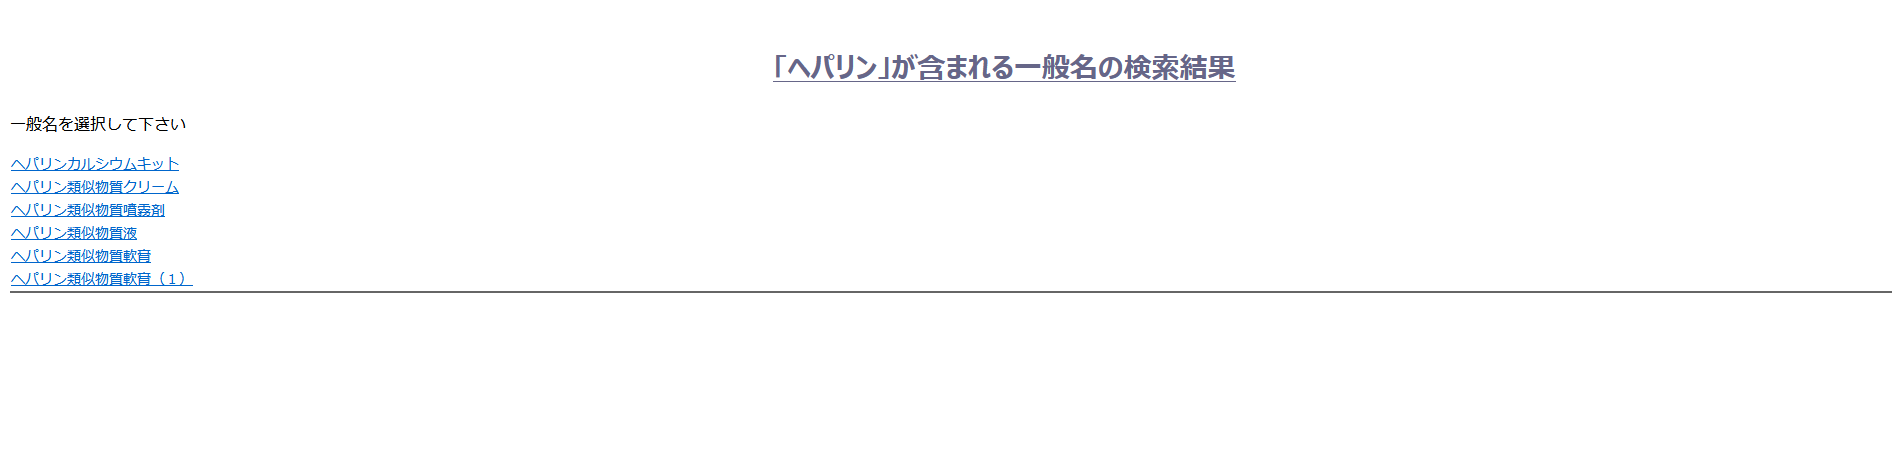 「ヘパリン」が含まれる一般名の検索結果
一般名を選択して下さい
ヘパリンカルシウムキット
ヘパリン類似物質クリーム
ヘパリン類似物質噴霧剤
ヘパリン類似物質液
ヘパリン類似物質軟膏
ヘパリン類似物質軟膏（１）